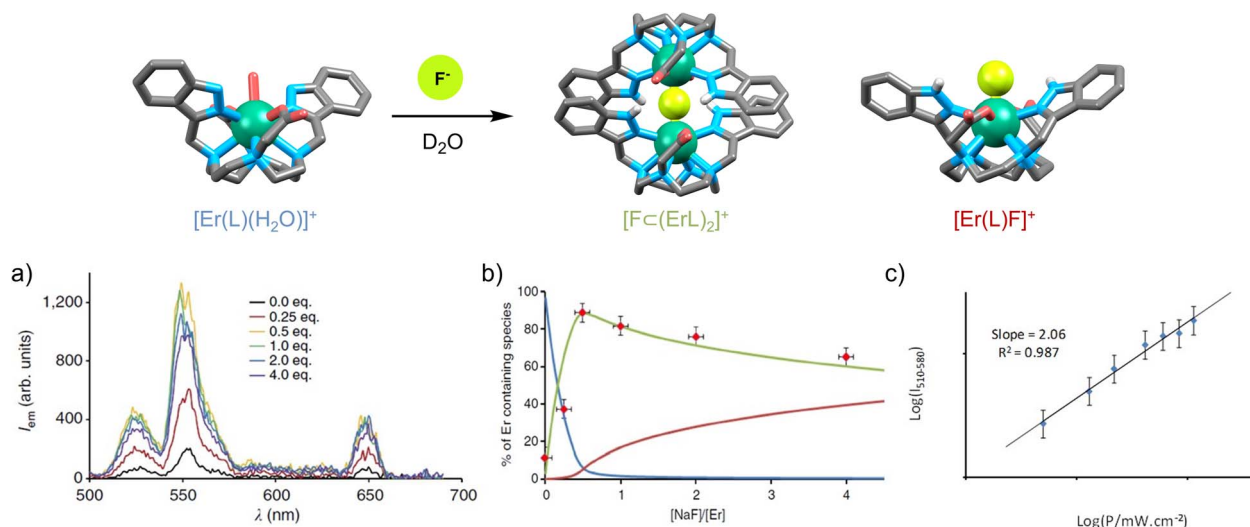 F⁻
D₂O
[Er(L)(H₂O)]⁺
[F⊂(ErL)₂]⁺
[Er(L)F]⁺
a)
I_em (arb. units)
1,200
800
400
0
0.0 eq.
0.25 eq.
0.5 eq.
1.0 eq.
2.0 eq.
4.0 eq.
500
550
600
650
700
λ (nm)
b)
% of Er containing species
100
80
60
40
20
0
0
1
2
3
4
[NaF]/[Er]
c)
Log(I₅₁₀₋₅₈₀)
Slope = 2.06
R² = 0.987
Log(P/mW.cm⁻²)